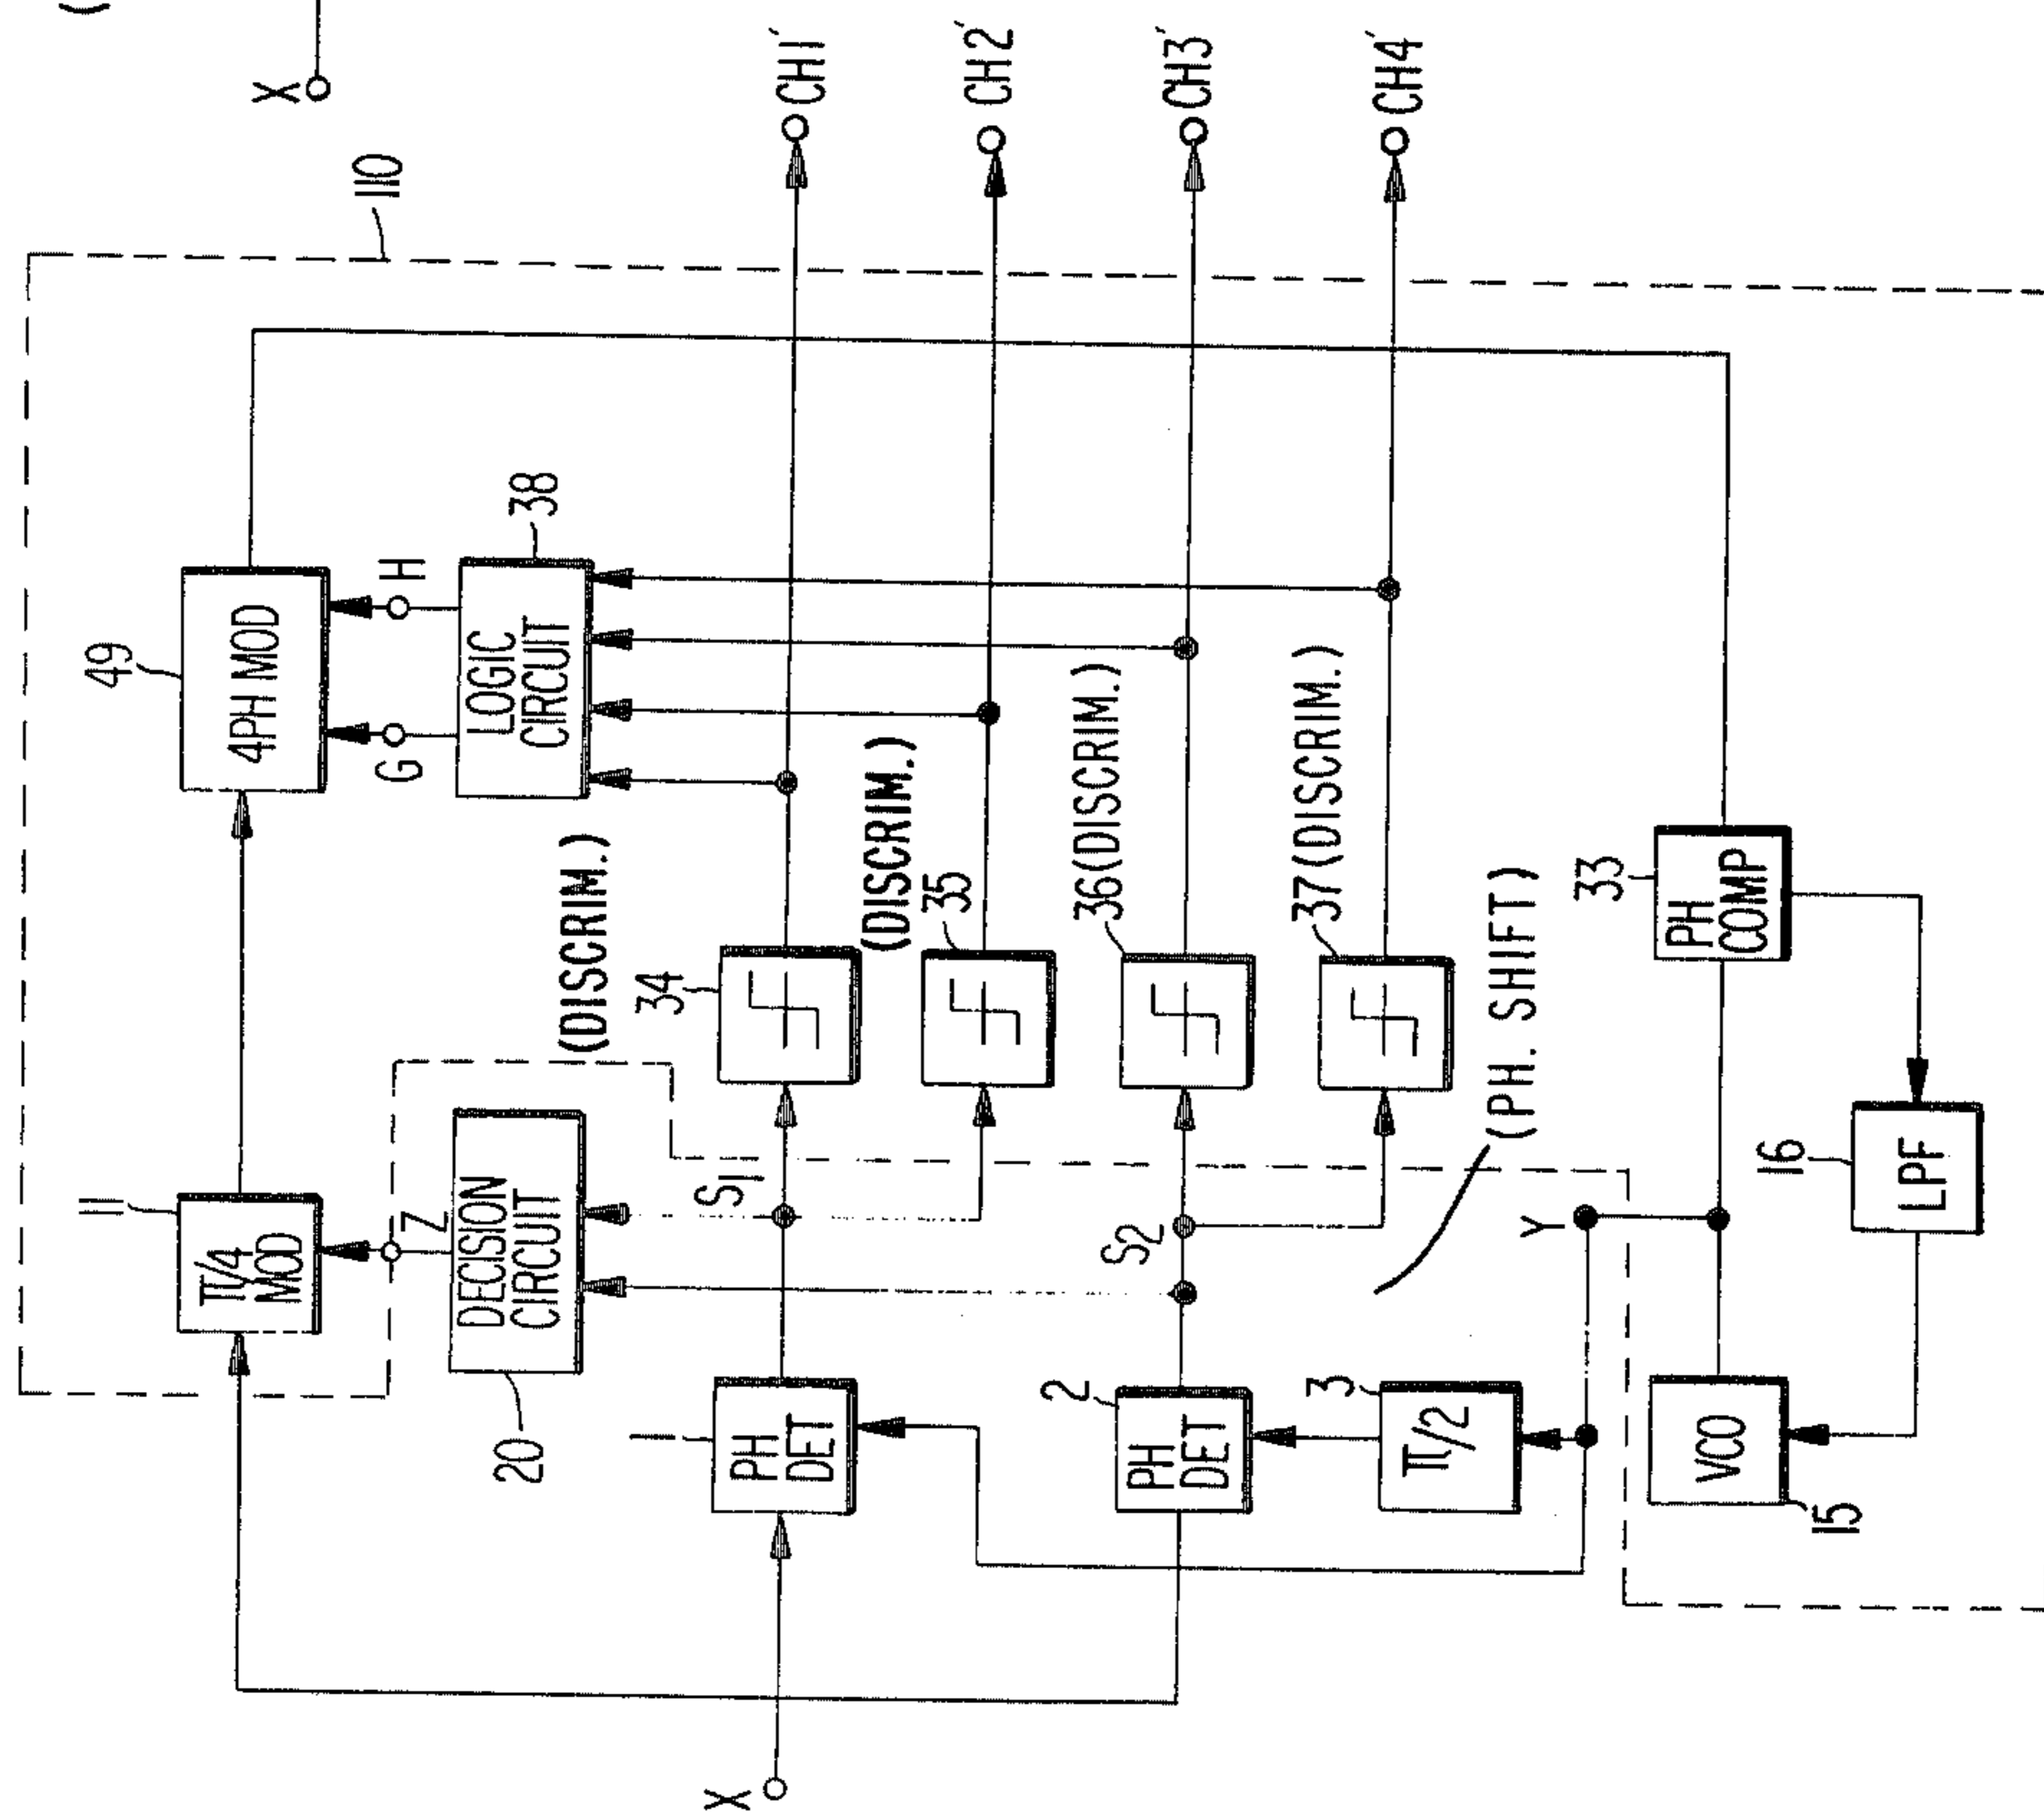 (
X
110
CH1'
CH2'
CH3'
CH4'
49
4PH MOD
G
H
38
LOGIC
CIRCUIT
11
π/4
MOD
Z
DECISION
CIRCUIT
20
(DISCRIM.)
34
(DISCRIM.)
35
36(DISCRIM.)
37(DISCRIM.)
(PH. SHIFT)
S1
S2
1
PH
DET
2
PH
DET
3
π/2
Y
33
PH
COMP
16
LPF
VCO
15
X